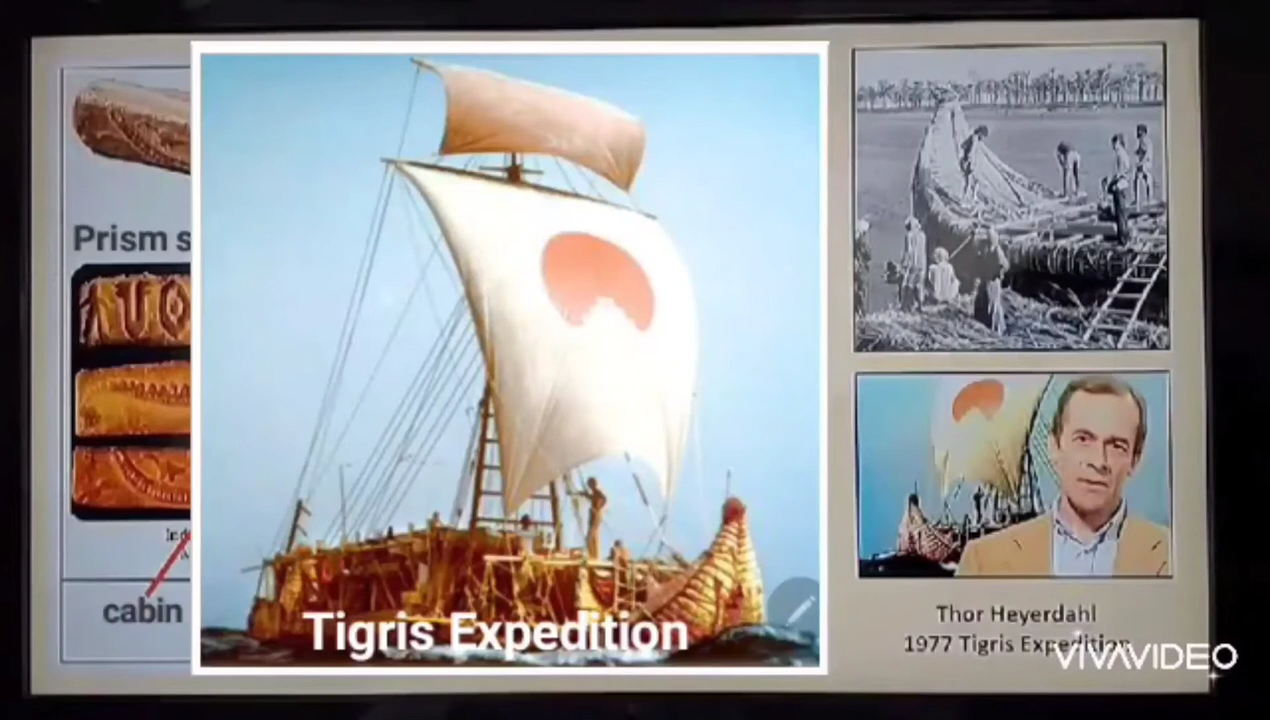 Prism s
cabin
Tigris Expedition
Thor Heyerdahl
1977 Tigris Expedition
VIVAVIDEO